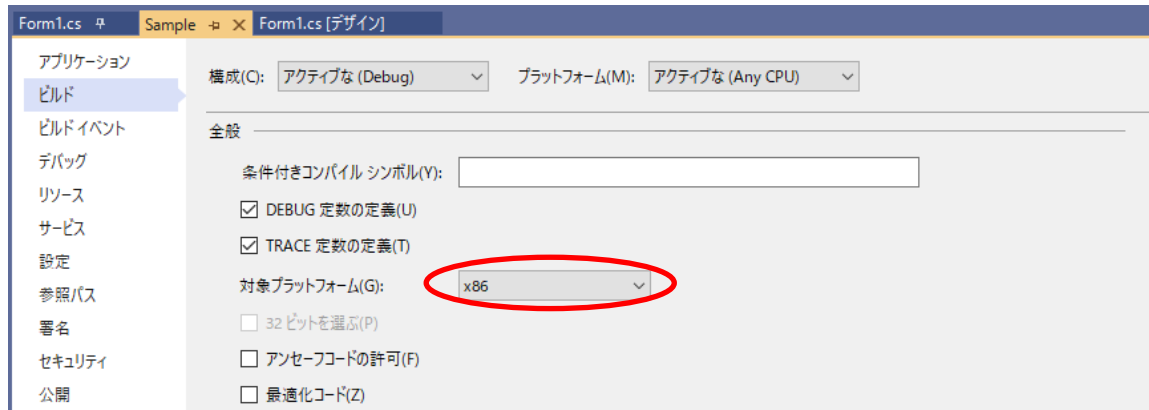 Form1.cs
Sample
Form1.cs [デザイン]
アプリケーション
ビルド
ビルド イベント
デバッグ
リソース
サービス
設定
参照パス
署名
セキュリティ
公開
構成(C): アクティブな (Debug) プラットフォーム(M): アクティブな (Any CPU)
全般
条件付きコンパイル シンボル(Y):
DEBUG 定数の定義(U)
TRACE 定数の定義(T)
対象プラットフォーム(G): x86
32 ビットを選ぶ(P)
アンセーフコードの許可(F)
最適化コード(Z)